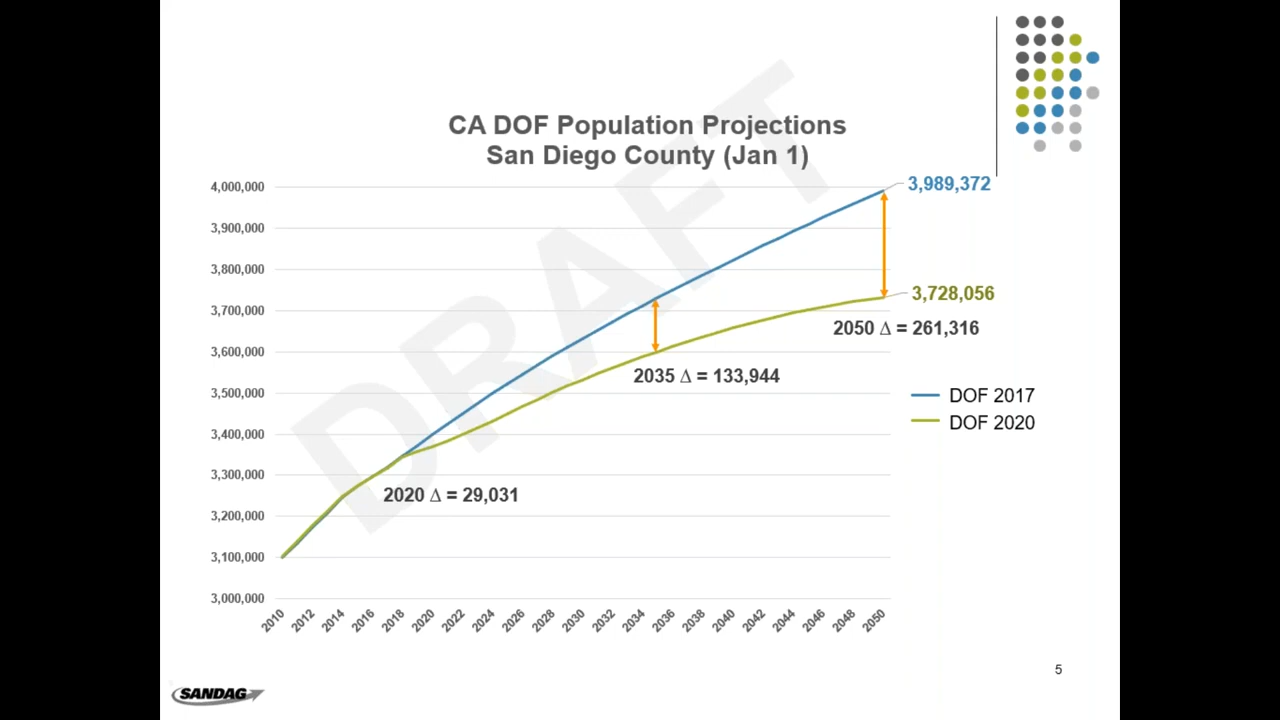 DRAFT
CA DOF Population Projections
San Diego County (Jan 1)
4,000,000
3,900,000
3,800,000
3,700,000
3,600,000
3,500,000
3,400,000
3,300,000
3,200,000
3,100,000
3,000,000
3,989,372
3,728,056
2050 Δ = 261,316
2035 Δ = 133,944
2020 Δ = 29,031
DOF 2017
DOF 2020
2010 2012 2014 2016 2018 2020 2022 2024 2026 2028 2030 2032 2034 2036 2038 2040 2042 2044 2046 2048 2050
5
SANDAG